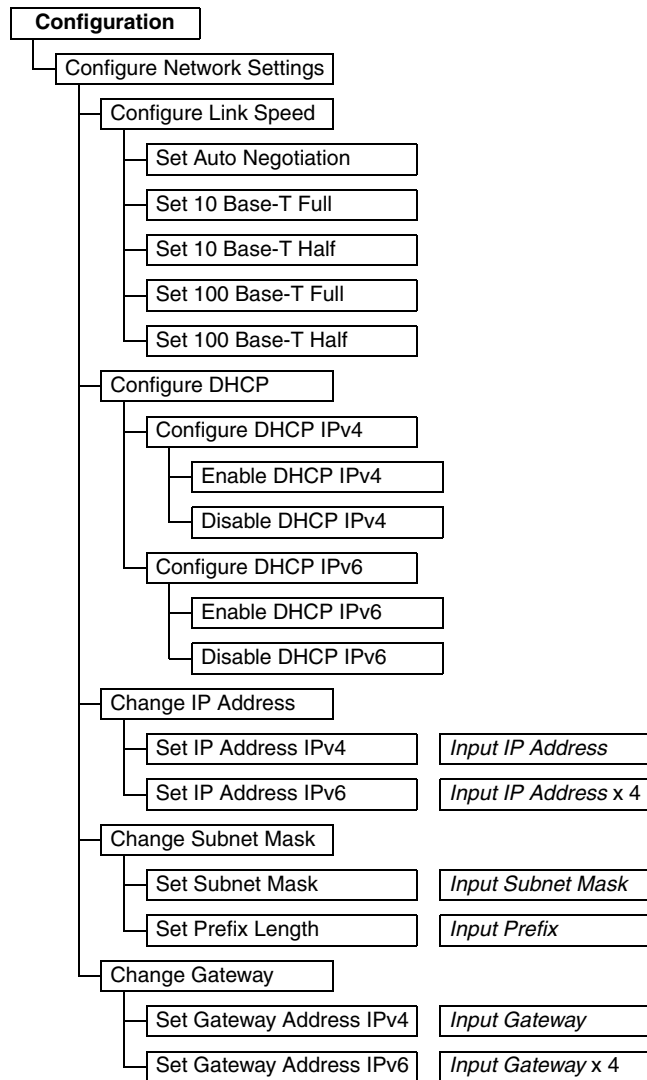 Configuration
Configure Network Settings
Configure Link Speed
Set Auto Negotiation
Set 10 Base-T Full
Set 10 Base-T Half
Set 100 Base-T Full
Set 100 Base-T Half
Configure DHCP
Configure DHCP IPv4
Enable DHCP IPv4
Disable DHCP IPv4
Configure DHCP IPv6
Enable DHCP IPv6
Disable DHCP IPv6
Change IP Address
Set IP Address IPv4 Input IP Address
Set IP Address IPv6 Input IP Address x 4
Change Subnet Mask
Set Subnet Mask Input Subnet Mask
Set Prefix Length Input Prefix
Change Gateway
Set Gateway Address IPv4 Input Gateway
Set Gateway Address IPv6 Input Gateway x 4